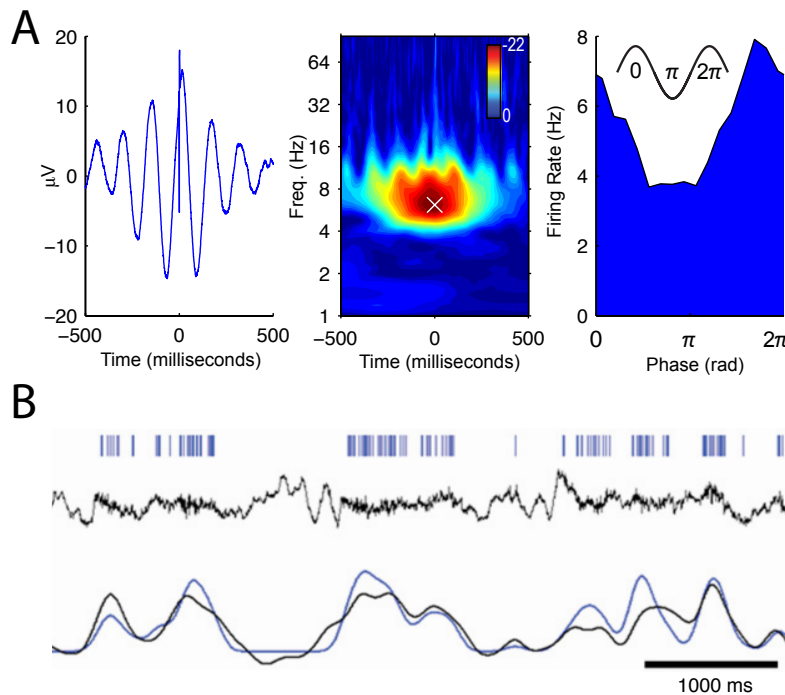 A
20
10
0
−10
−20
μV
−500
0
500
Time (milliseconds)
64
32
16
8
4
2
1
Freq. (Hz)
-22
0
−500
0
500
Time (milliseconds)
8
6
4
2
0
Firing Rate (Hz)
0 π 2π
0
π
2π
Phase (rad)
B
1000 ms